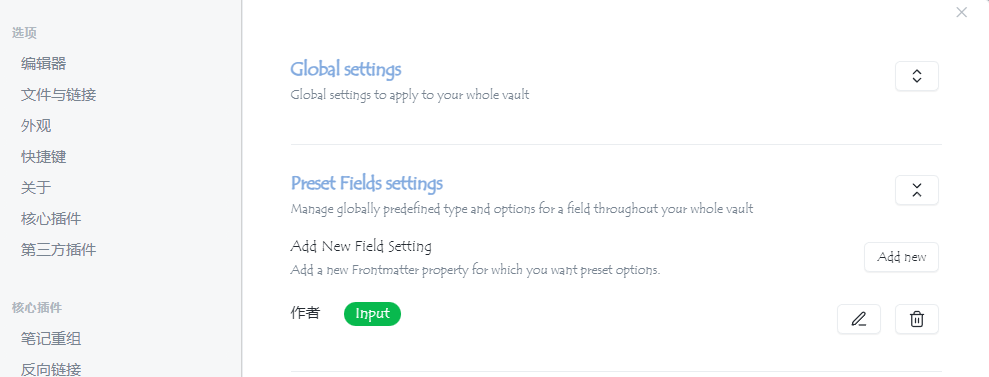 选项
编辑器
文件与链接
外观
快捷键
关于
核心插件
第三方插件
核心插件
笔记重组
反向链接
Global settings
Global settings to apply to your whole vault
Preset Fields settings
Manage globally predefined type and options for a field throughout your whole vault
Add New Field Setting
Add a new Frontmatter property for which you want preset options.
Add new
作者 Input